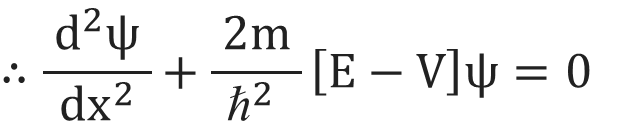 ∴ d²ψ/dx² + 2m/ℏ² [E − V]ψ = 0